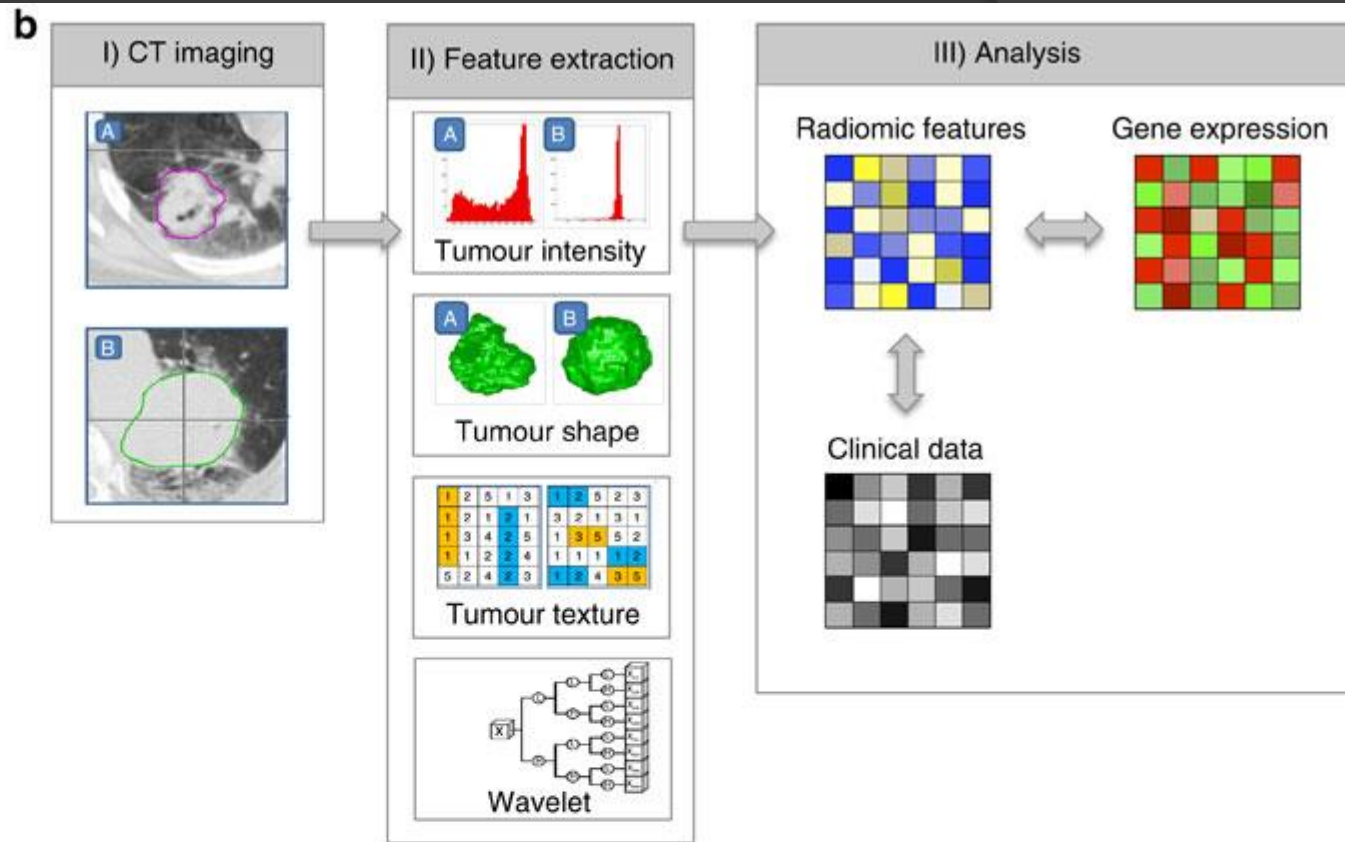 b
I) CT imaging
II) Feature extraction
III) Analysis
A
B
A
B
Tumour intensity
A
B
Tumour shape
1 2 5 1 3
1 2 1 2 1
1 3 4 2 5
1 1 2 2 4
5 2 4 2 3
1 2 5 2 3
3 2 1 3 1
1 3 5 5 2
1 1 1 1 2
1 2 4 3 5
Tumour texture
X
L
H
Wavelet
Radiomic features
Gene expression
Clinical data